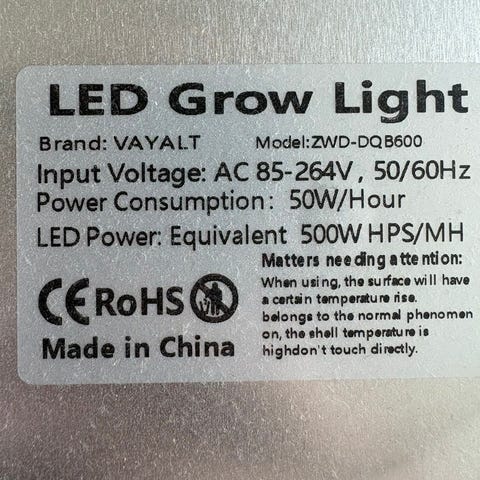 LED Grow Light
Brand: VAYALT Model:ZWD-DQB600
Input Voltage: AC 85-264V , 50/60Hz
Power Consumption: 50W/Hour
LED Power: Equivalent 500W HPS/MH
Matters needing attention:
When using, the surface will have
a certain temperature rise.
belongs to the normal phenomen
on, the shell temperature is
highdon't touch directly.
CE RoHS
Made in China